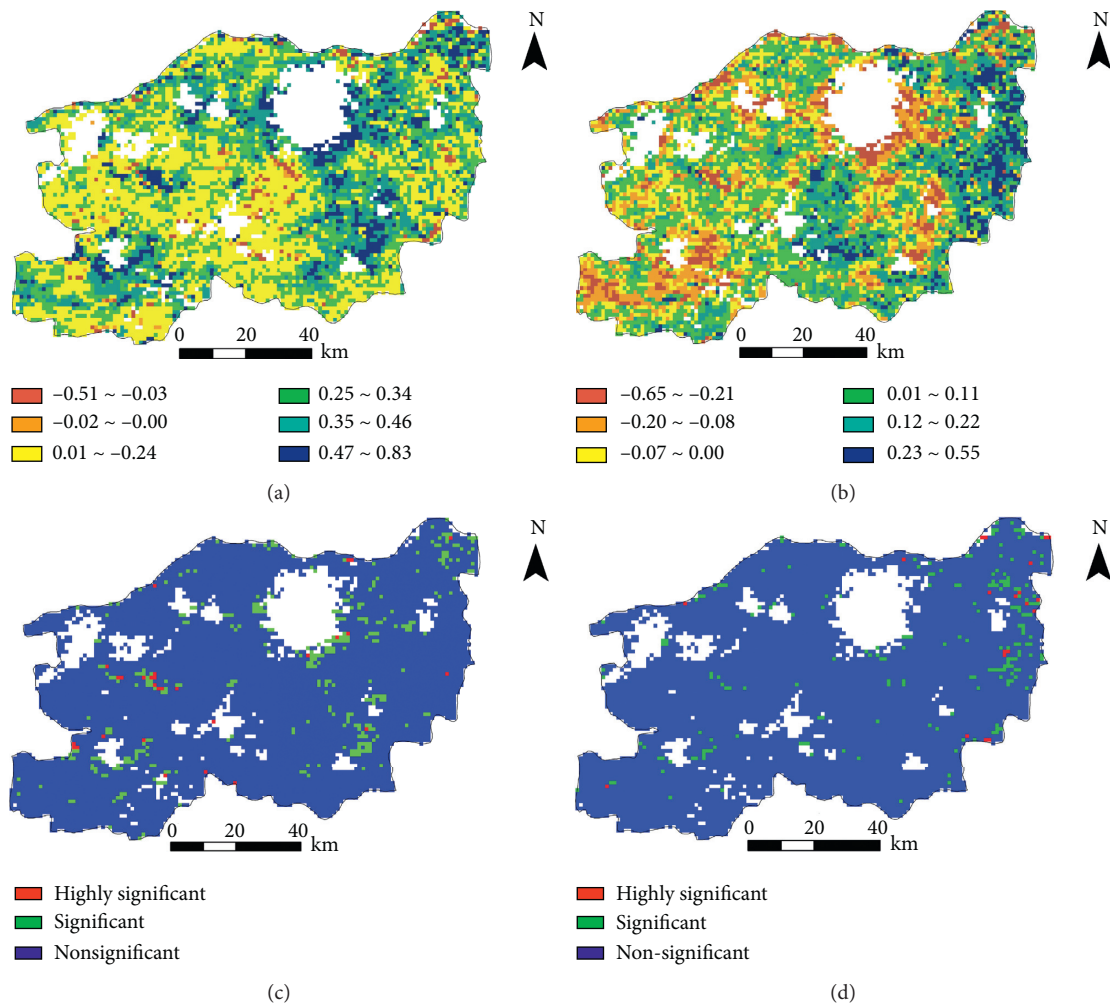 N
N
0 20 40
km
0 20 40
km
–0.51 ~ –0.03
0.25 ~ 0.34
–0.02 ~ –0.00
0.35 ~ 0.46
0.01 ~ –0.24
0.47 ~ 0.83
–0.65 ~ –0.21
0.01 ~ 0.11
–0.20 ~ –0.08
0.12 ~ 0.22
–0.07 ~ 0.00
0.23 ~ 0.55
(a)
(b)
N
N
0 20 40
km
0 20 40
km
Highly significant
Significant
Nonsignificant
Highly significant
Significant
Non-significant
(c)
(d)